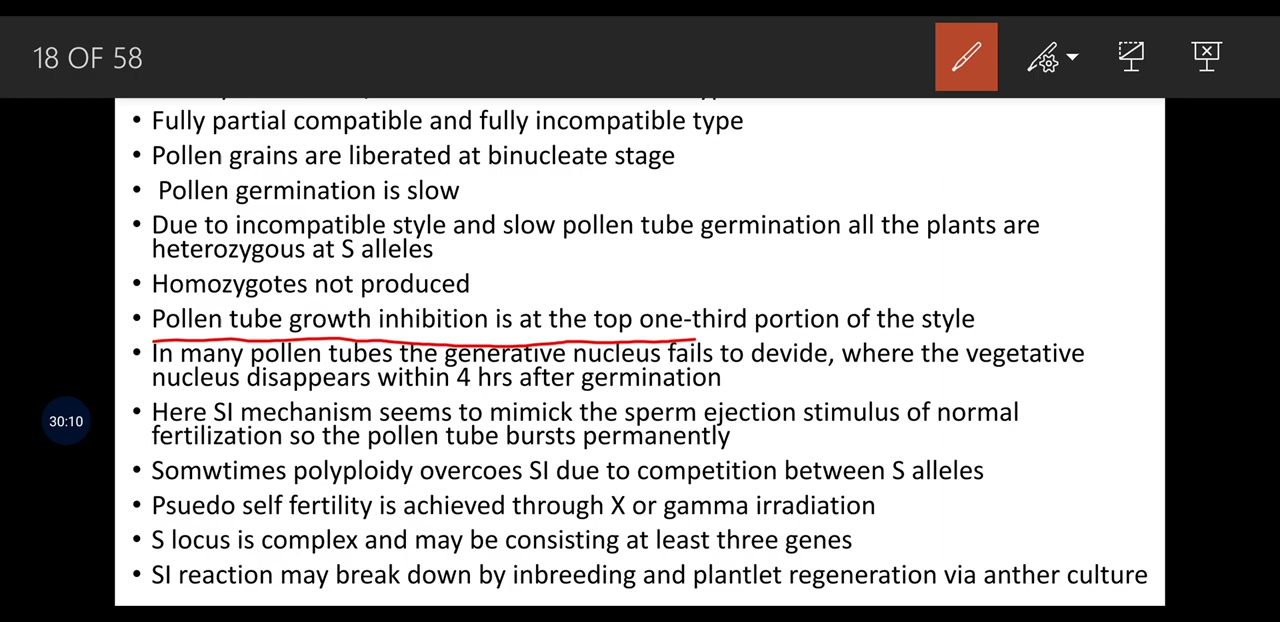 18 OF 58
• Fully partial compatible and fully incompatible type
• Pollen grains are liberated at binucleate stage
• Pollen germination is slow
• Due to incompatible style and slow pollen tube germination all the plants are
heterozygous at S alleles
• Homozygotes not produced
• Pollen tube growth inhibition is at the top one-third portion of the style
• In many pollen tubes the generative nucleus fails to devide, where the vegetative
nucleus disappears within 4 hrs after germination
• Here SI mechanism seems to mimick the sperm ejection stimulus of normal
fertilization so the pollen tube bursts permanently
30:10
• Somwtimes polyploidy overcoes SI due to competition between S alleles
• Psuedo self fertility is achieved through X or gamma irradiation
• S locus is complex and may be consisting at least three genes
• SI reaction may break down by inbreeding and plantlet regeneration via anther culture